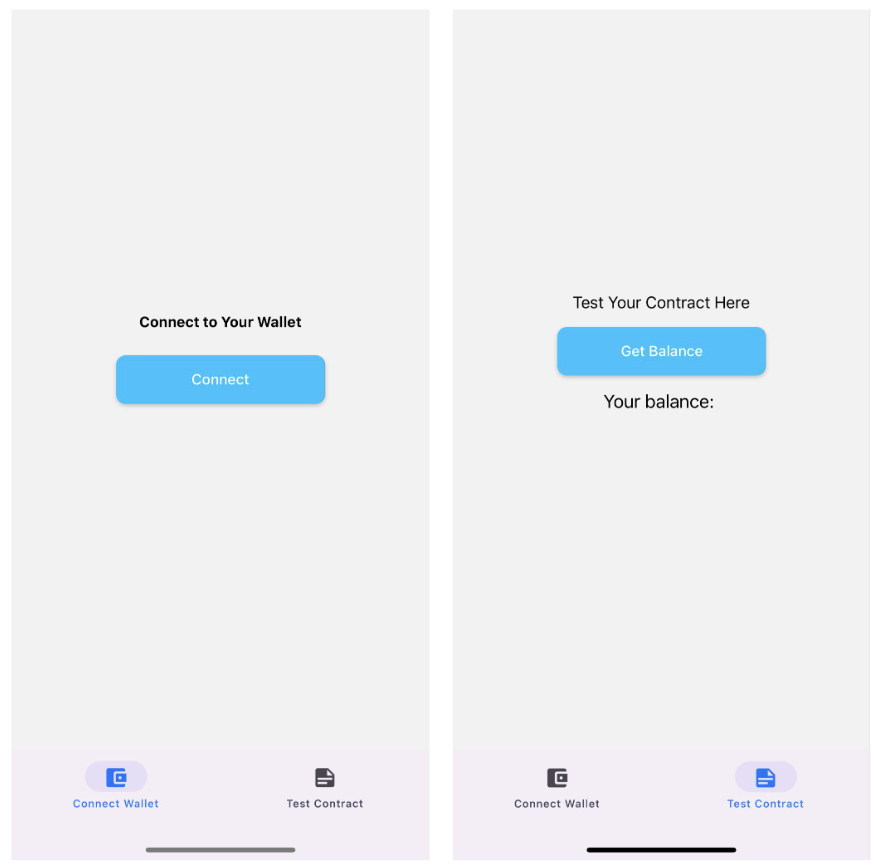 Connect to Your Wallet
Connect
Connect Wallet
Test Contract
Test Your Contract Here
Get Balance
Your balance:
Connect Wallet
Test Contract